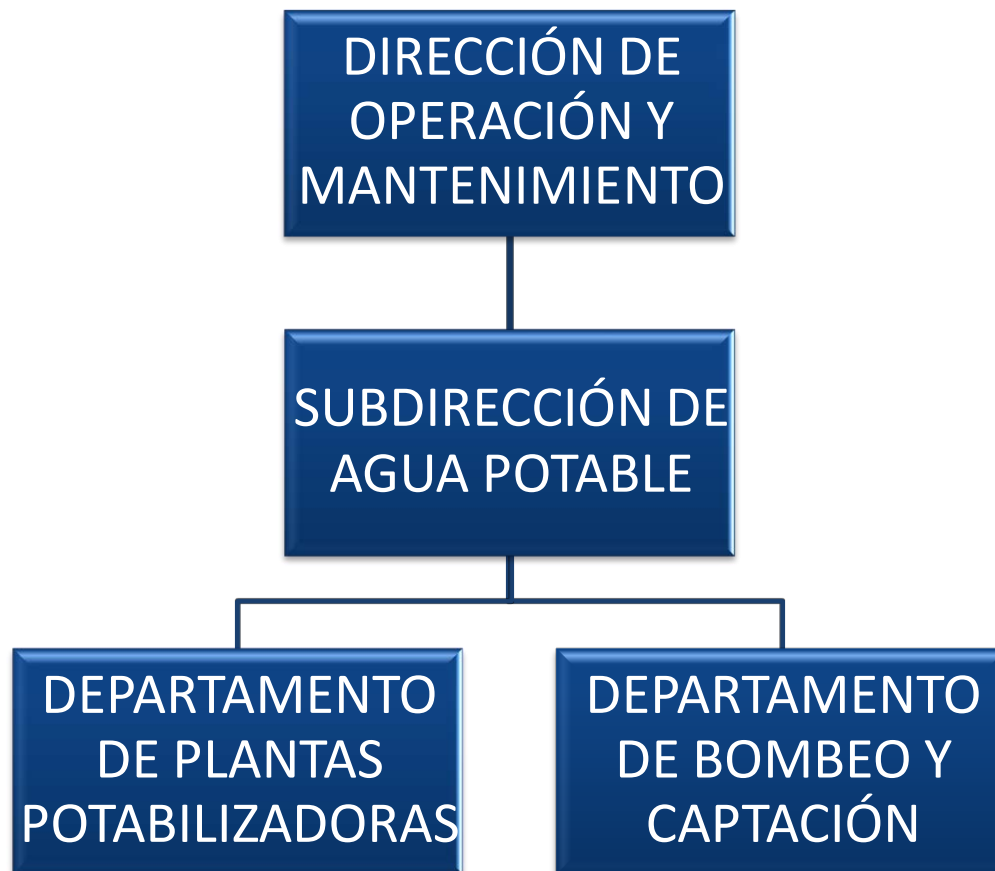 DIRECCIÓN DE
OPERACIÓN Y
MANTENIMIENTO
SUBDIRECCIÓN DE
AGUA POTABLE
DEPARTAMENTO
DE PLANTAS
POTABILIZADORAS
DEPARTAMENTO
DE BOMBEO Y
CAPTACIÓN